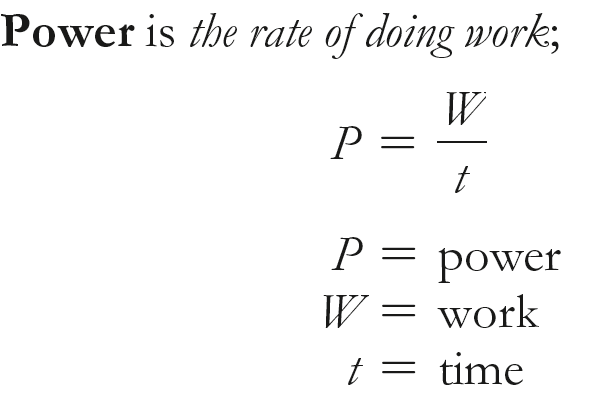 Power is the rate of doing work;
P = W
t
P = power
W = work
t = time